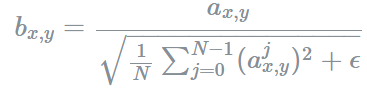 b_{x,y} = \frac{a_{x,y}}{\sqrt{\frac{1}{N} \sum_{j=0}^{N-1} (a_{x,y}^{j})^2 + \epsilon}}